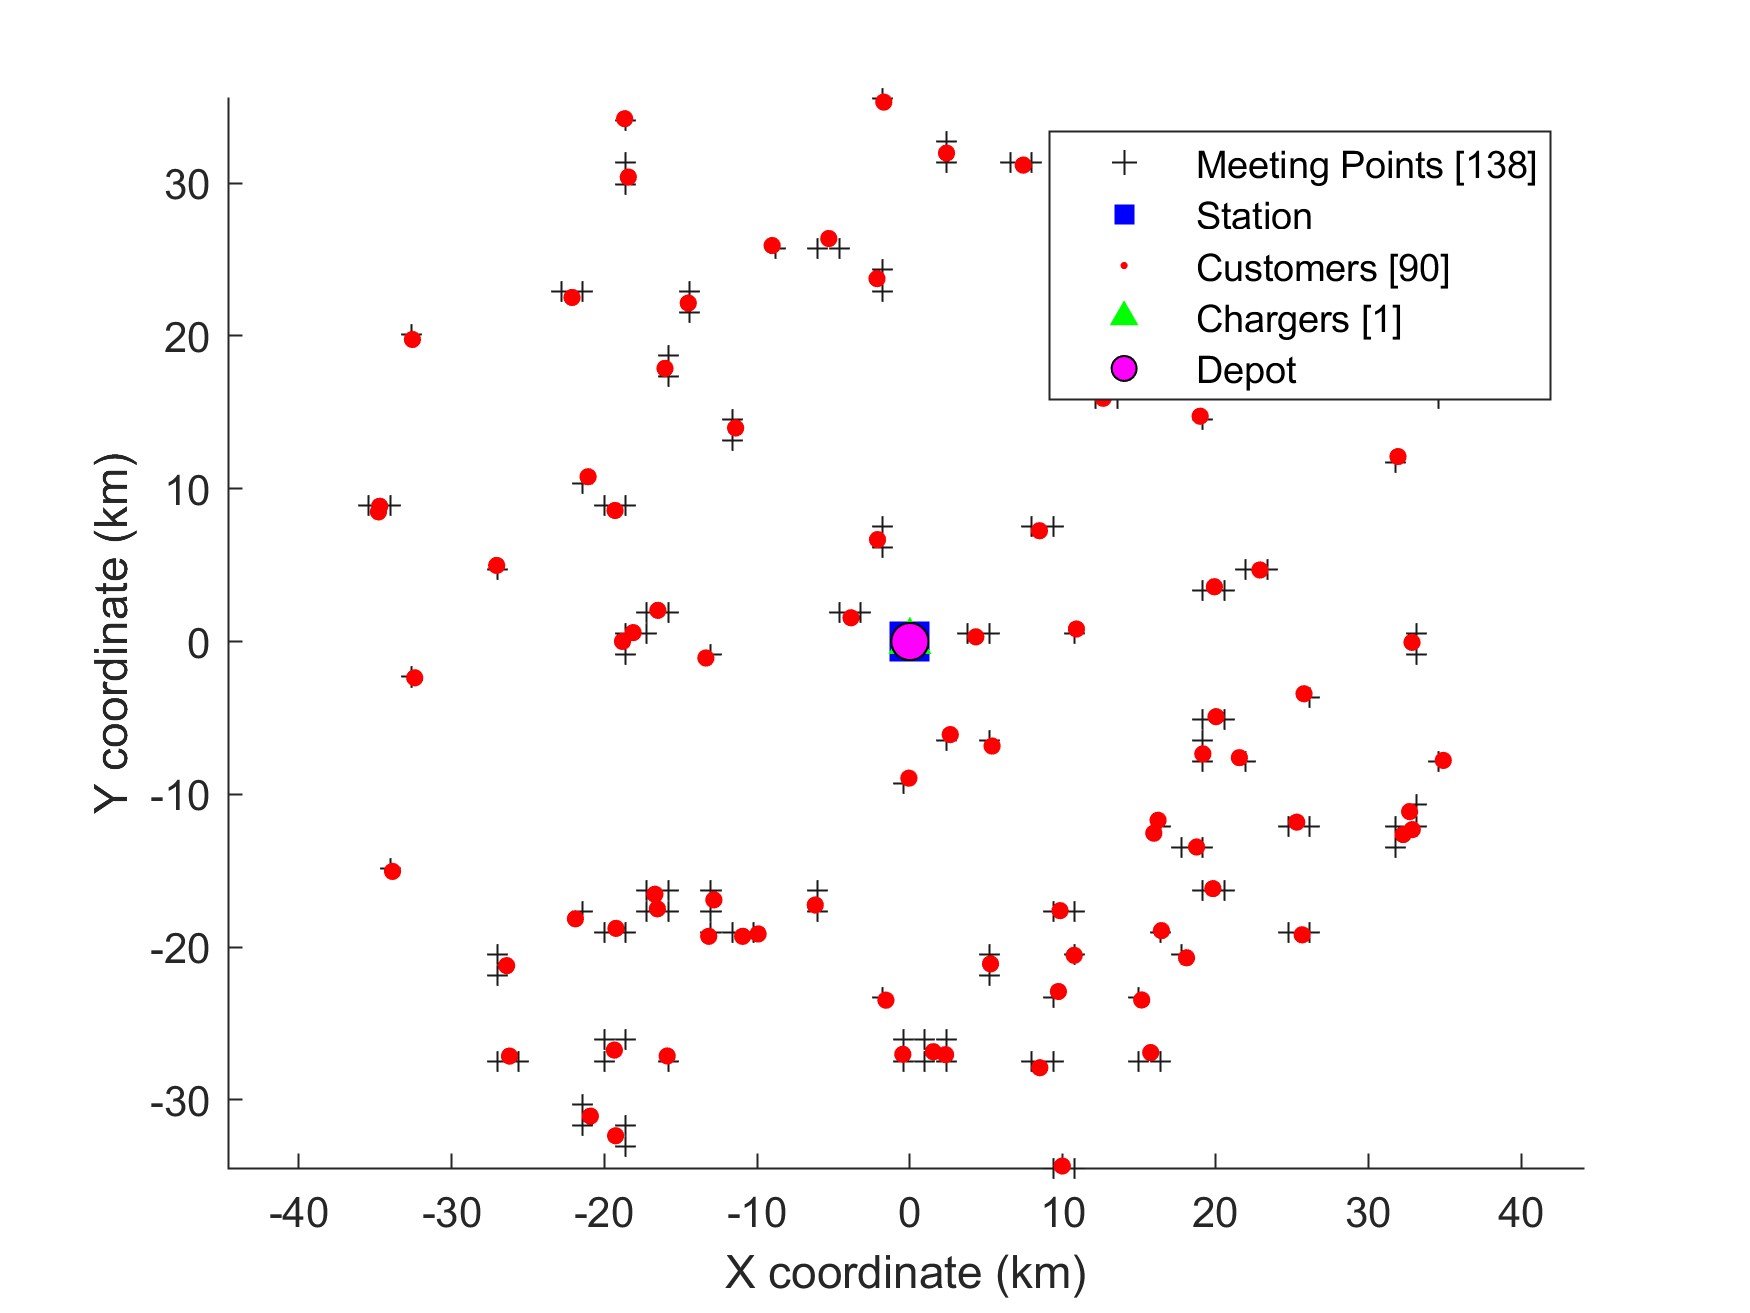 Meeting Points [138]
Station
Customers [90]
Chargers [1]
Depot
30
20
10
0
-10
-20
-30
Y coordinate (km)
-40 -30 -20 -10 0 10 20 30 40
X coordinate (km)